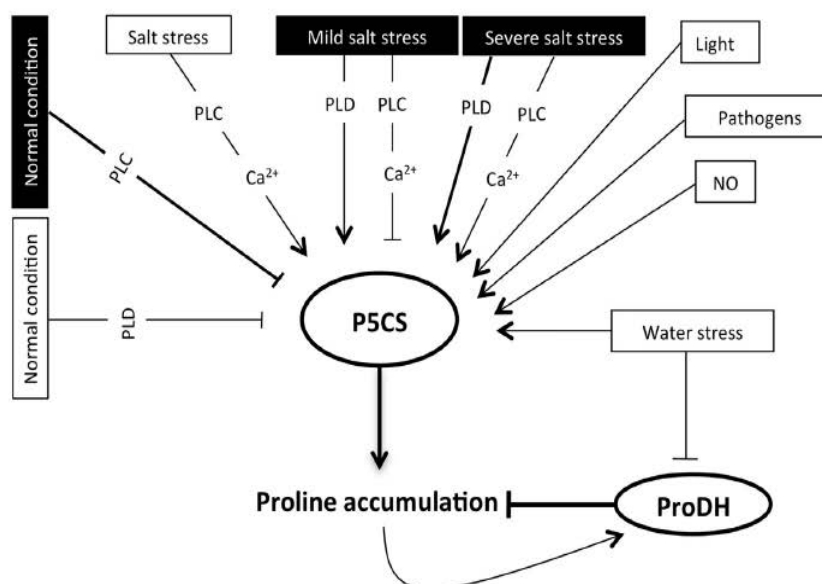 Salt stress
Mild salt stress
Severe salt stress
Light
Pathogens
NO
Normal condition
Normal condition
PLC
PLD
PLC
Ca²⁺
PLD
PLC
Ca²⁺
PLD
PLC
Ca²⁺
P5CS
Water stress
Proline accumulation
ProDH